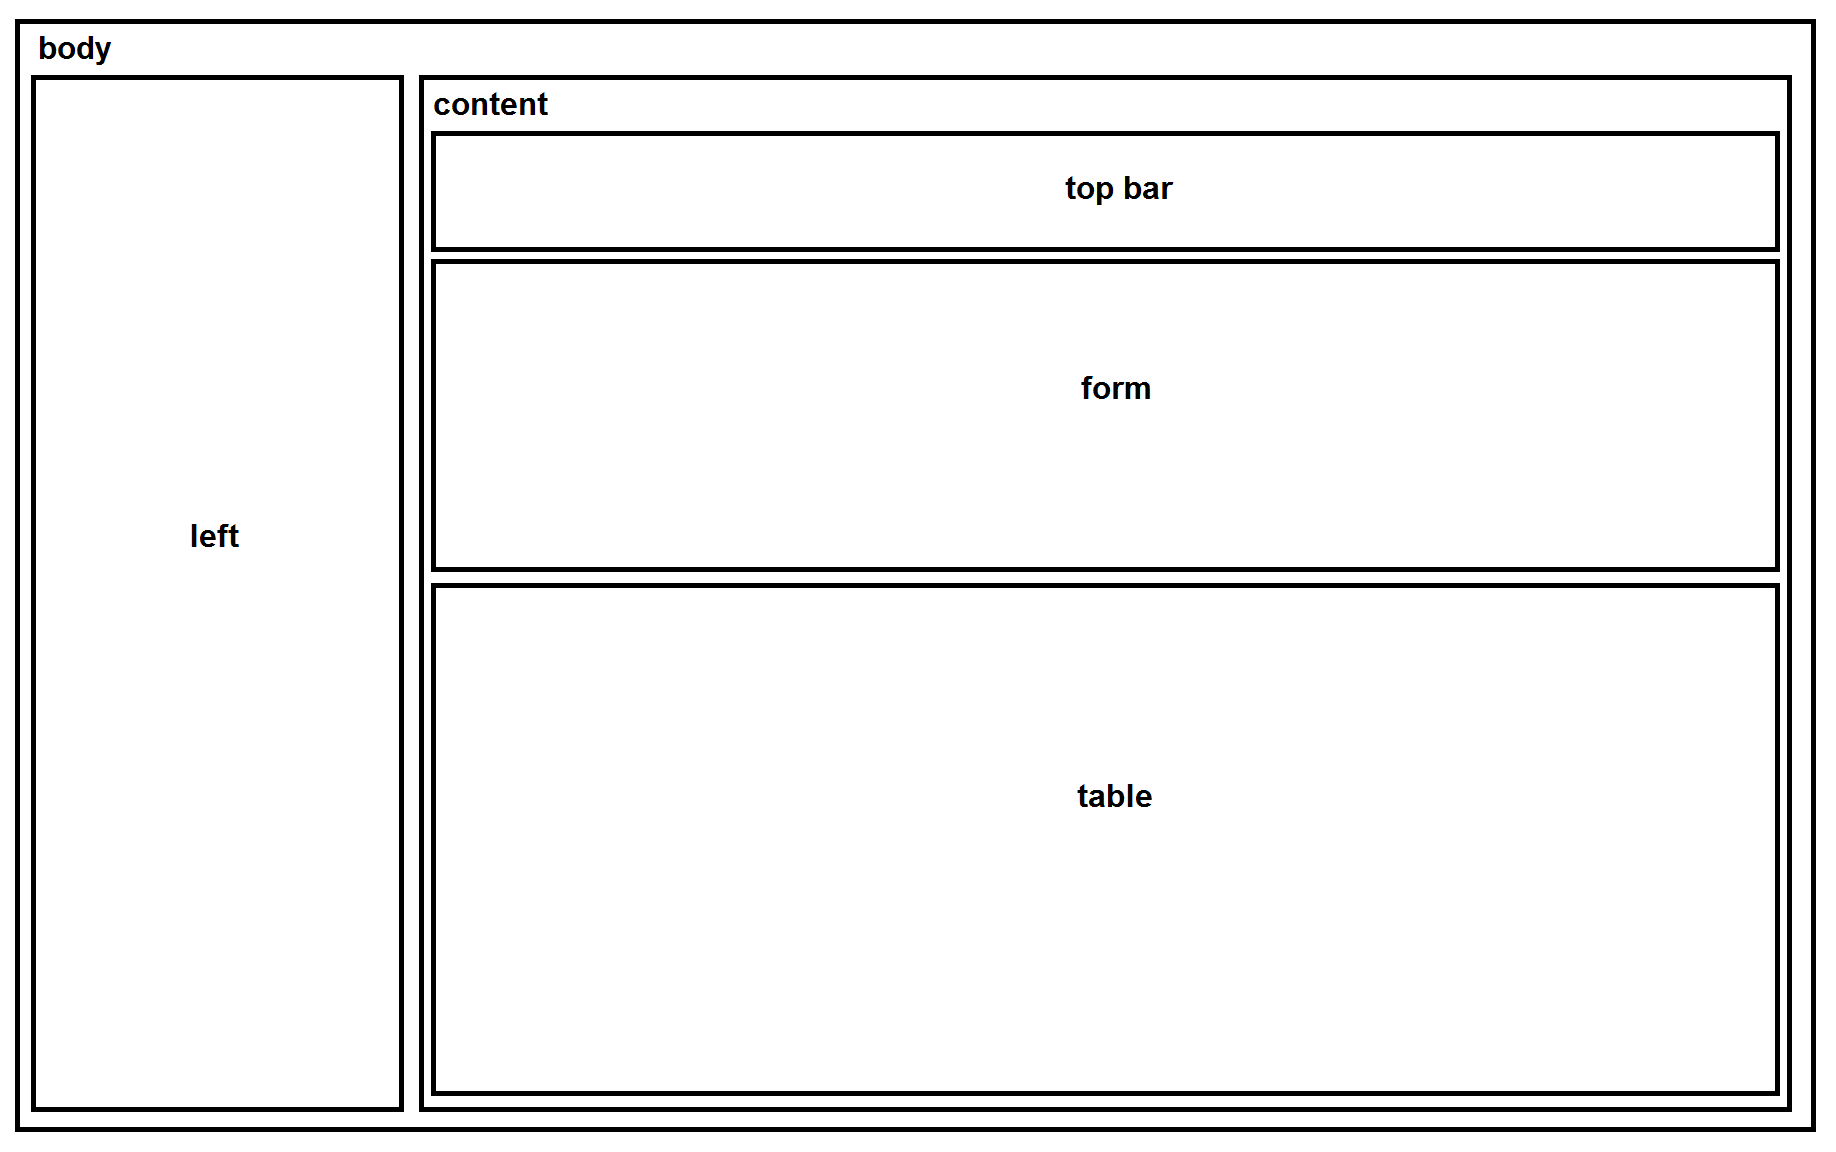 body
left
content
top bar
form
table